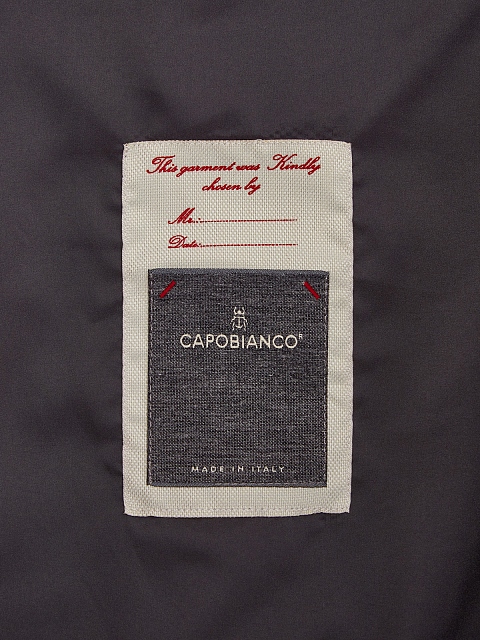 This garment was Kindly
chosen by
Mr.:
Date:
CAPOBIANCO®
MADE IN ITALY